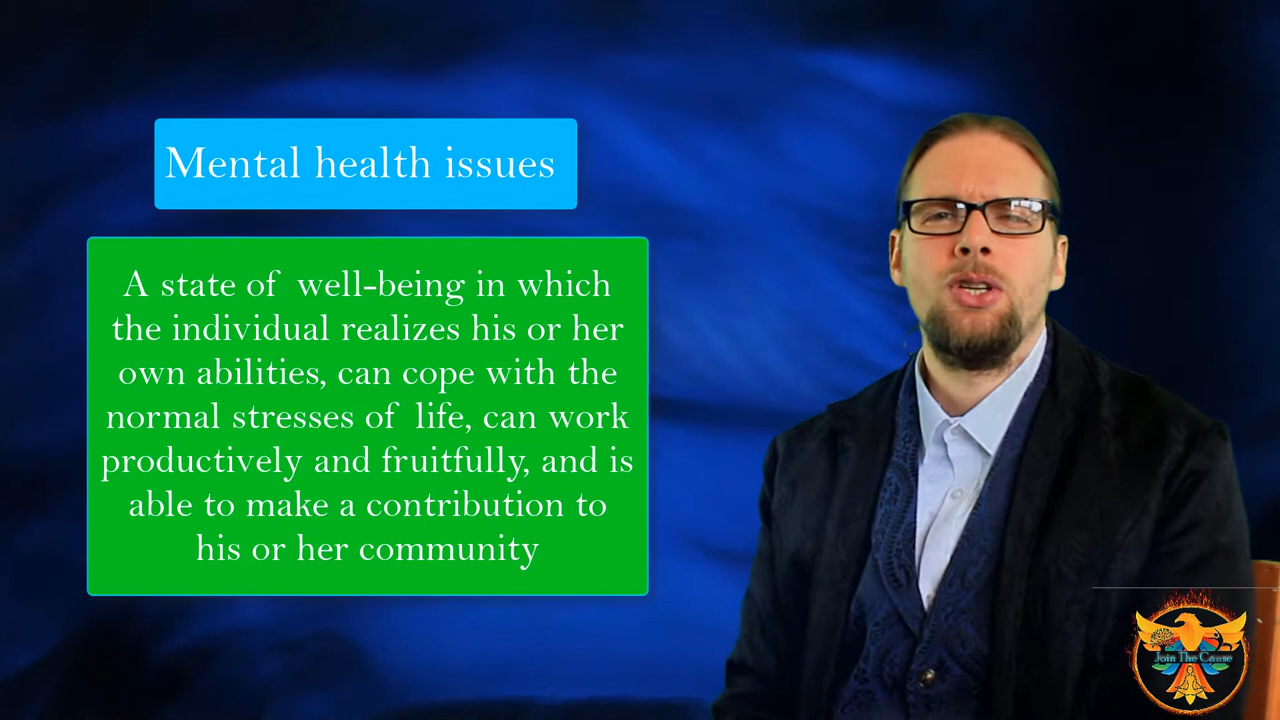 Mental health issues
A state of well-being in which
the individual realizes his or her
own abilities, can cope with the
normal stresses of life, can work
productively and fruitfully, and is
able to make a contribution to
his or her community
Join The Cause